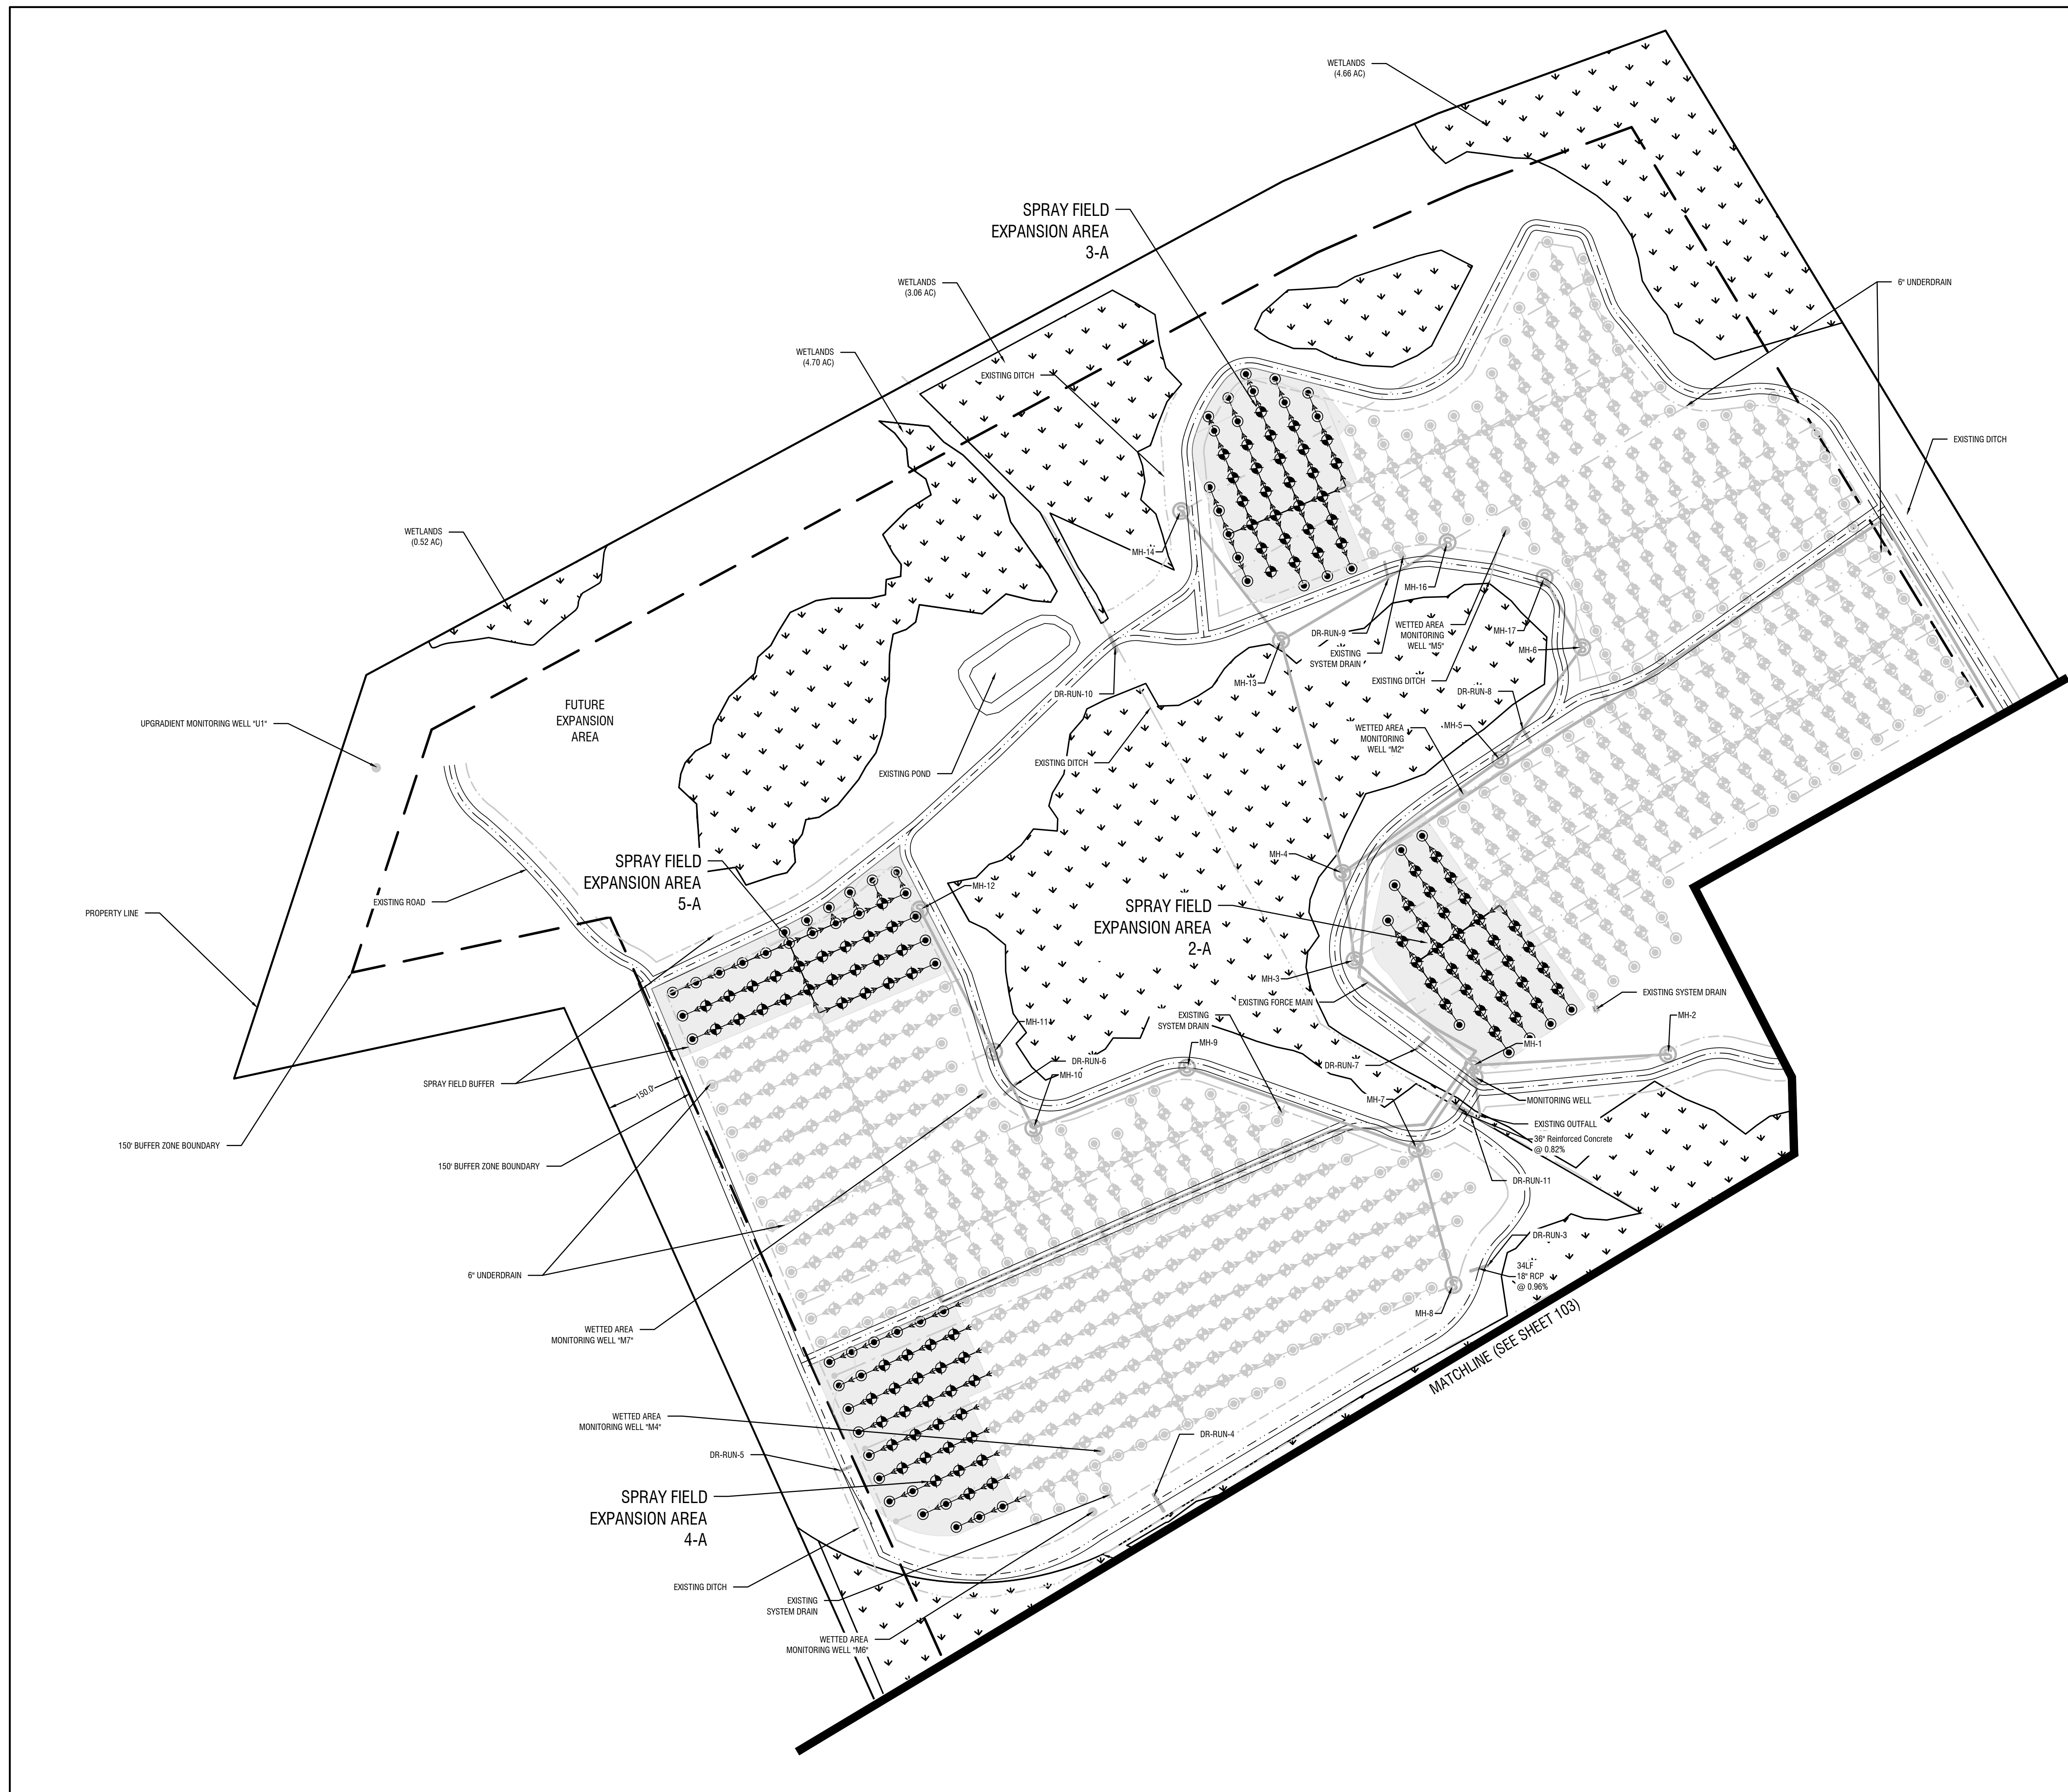 WETLANDS
(4.66 AC)
SPRAY FIELD
EXPANSION AREA
3-A
WETLANDS
(3.06 AC)
6" UNDERDRAIN
WETLANDS
(4.70 AC)
EXISTING DITCH
EXISTING DITCH
WETLANDS
(0.52 AC)
MH-14
MH-16
DR-RUN-9
WETTED AREA
MONITORING
WELL "M5"
MH-17
EXISTING
SYSTEM DRAIN
MH-6
MH-13
EXISTING DITCH
DR-RUN-10
DR-RUN-8
FUTURE
EXPANSION
AREA
UPGRADIENT MONITORING WELL "U1"
WETTED AREA
MONITORING
WELL "M2"
MH-5
EXISTING DITCH
EXISTING POND
MH-4
SPRAY FIELD
EXPANSION AREA
5-A
MH-12
EXISTING ROAD
PROPERTY LINE
SPRAY FIELD
EXPANSION AREA
2-A
MH-3
EXISTING SYSTEM DRAIN
EXISTING FORCE MAIN
EXISTING
SYSTEM DRAIN
MH-2
MH-11
MH-9
MH-1
DR-RUN-6
DR-RUN-7
MH-10
SPRAY FIELD BUFFER
150.0'
MH-7
MONITORING WELL
EXISTING OUTFALL
36" Reinforced Concrete
@ 0.82%
150' BUFFER ZONE BOUNDARY
150' BUFFER ZONE BOUNDARY
DR-RUN-11
DR-RUN-3
6" UNDERDRAIN
34LF
18" RCP
@ 0.96%
MH-8
WETTED AREA
MONITORING WELL "M7"
MATCHLINE (SEE SHEET 103)
WETTED AREA
MONITORING WELL "M4"
DR-RUN-4
DR-RUN-5
SPRAY FIELD
EXPANSION AREA
4-A
EXISTING DITCH
EXISTING
SYSTEM DRAIN
WETTED AREA
MONITORING WELL "M6"